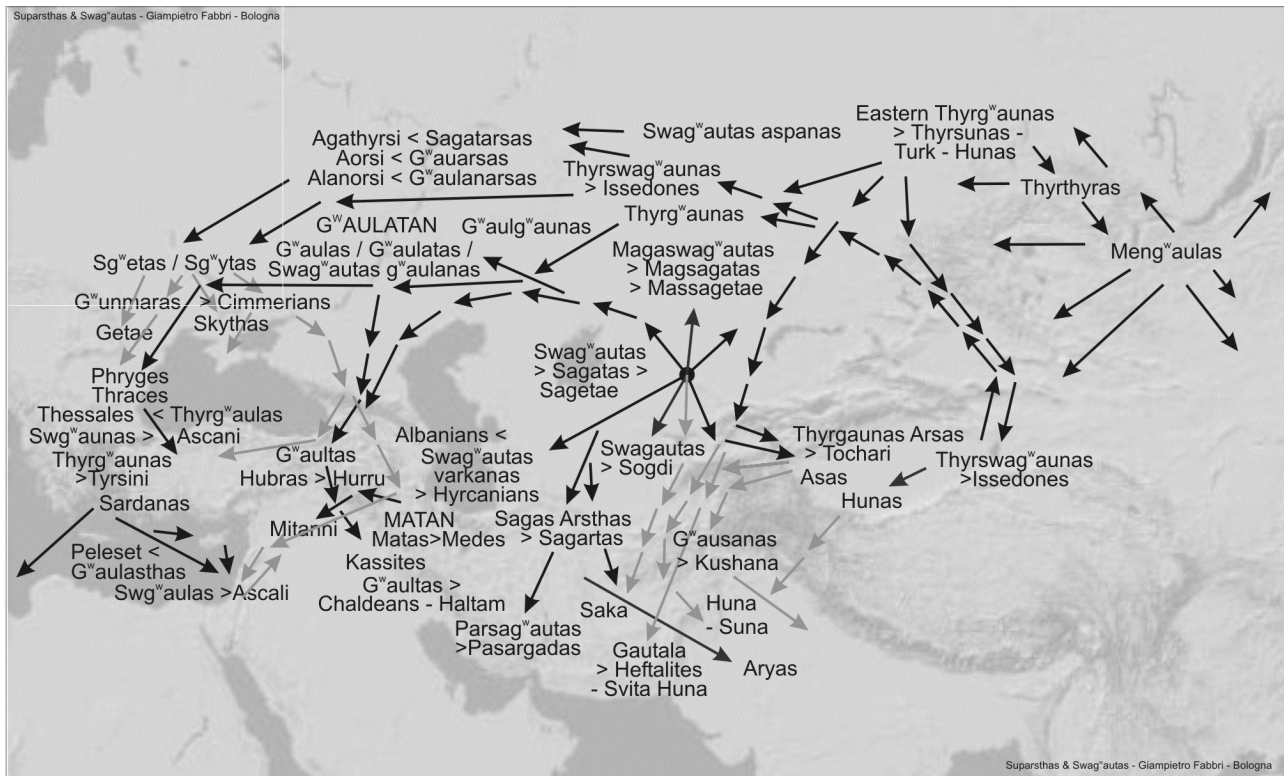 Suparsthas & Swagʷautas - Giampietro Fabbri - Bologna
Eastern Thyrgʷaunas
> Thyrsunas -
Turk - Hunas
Swagʷautas aspanas
Agathyrsi < Sagatarsas
Aorsi < Gʷauarsas
Alanorsi < Gʷaulanarsas
Thyrswagʷaunas
> Issedones
Thyrthyras
Thyrgʷaunas
GʷAULATAN
Gʷaulgʷaunas
Gʷaulas / Gʷaulatas /
Swagʷautas gʷaulanas
Magaswagʷautas
> Magsagatas
> Massagetae
Mengʷaulas
Sgʷetas / Sgʷytas
Gʷunmaras > Cimmerians
Skythas
Getae
Swagʷautas
> Sagatas >
Sagetae
Phryges
Thraces
Thessales < Thyrgʷaulas
Swgʷaunas > Ascani
Thyrgʷaunas
>Tyrsini
Sardanas
Gʷaultas
Hubras > Hurru
Albanians <
Swagʷautas
varkanas
> Hyrcanians
Swagautas
> Sogdi
Thyrgaunas Arsas
> Tochari
Asas
Thyrswagʷaunas
>Issedones
Hunas
Mitanni
MATAN
Matas>Medes
Sagas Arsthas
> Sagartas
Gʷausanas
> Kushana
Peleset <
Gʷaulasthas
Swgʷaulas >Ascali
Kassites
Gʷaultas >
Chaldeans - Haltam
Parsagʷautas
>Pasargadas
Saka
Huna
- Suna
Gautala
> Heftalites
- Svita Huna
Aryas
Suparsthas & Swagʷautas - Giampietro Fabbri - Bologna